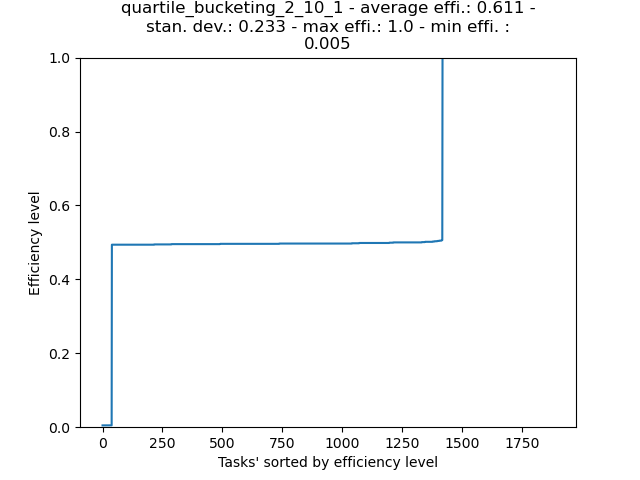 quartile_bucketing_2_10_1 - average effi.: 0.611 -
stan. dev.: 0.233 - max effi.: 1.0 - min effi. :
0.005
1.0
0.8
0.6
0.4
0.2
0.0
Efficiency level
0 250 500 750 1000 1250 1500 1750
Tasks' sorted by efficiency level